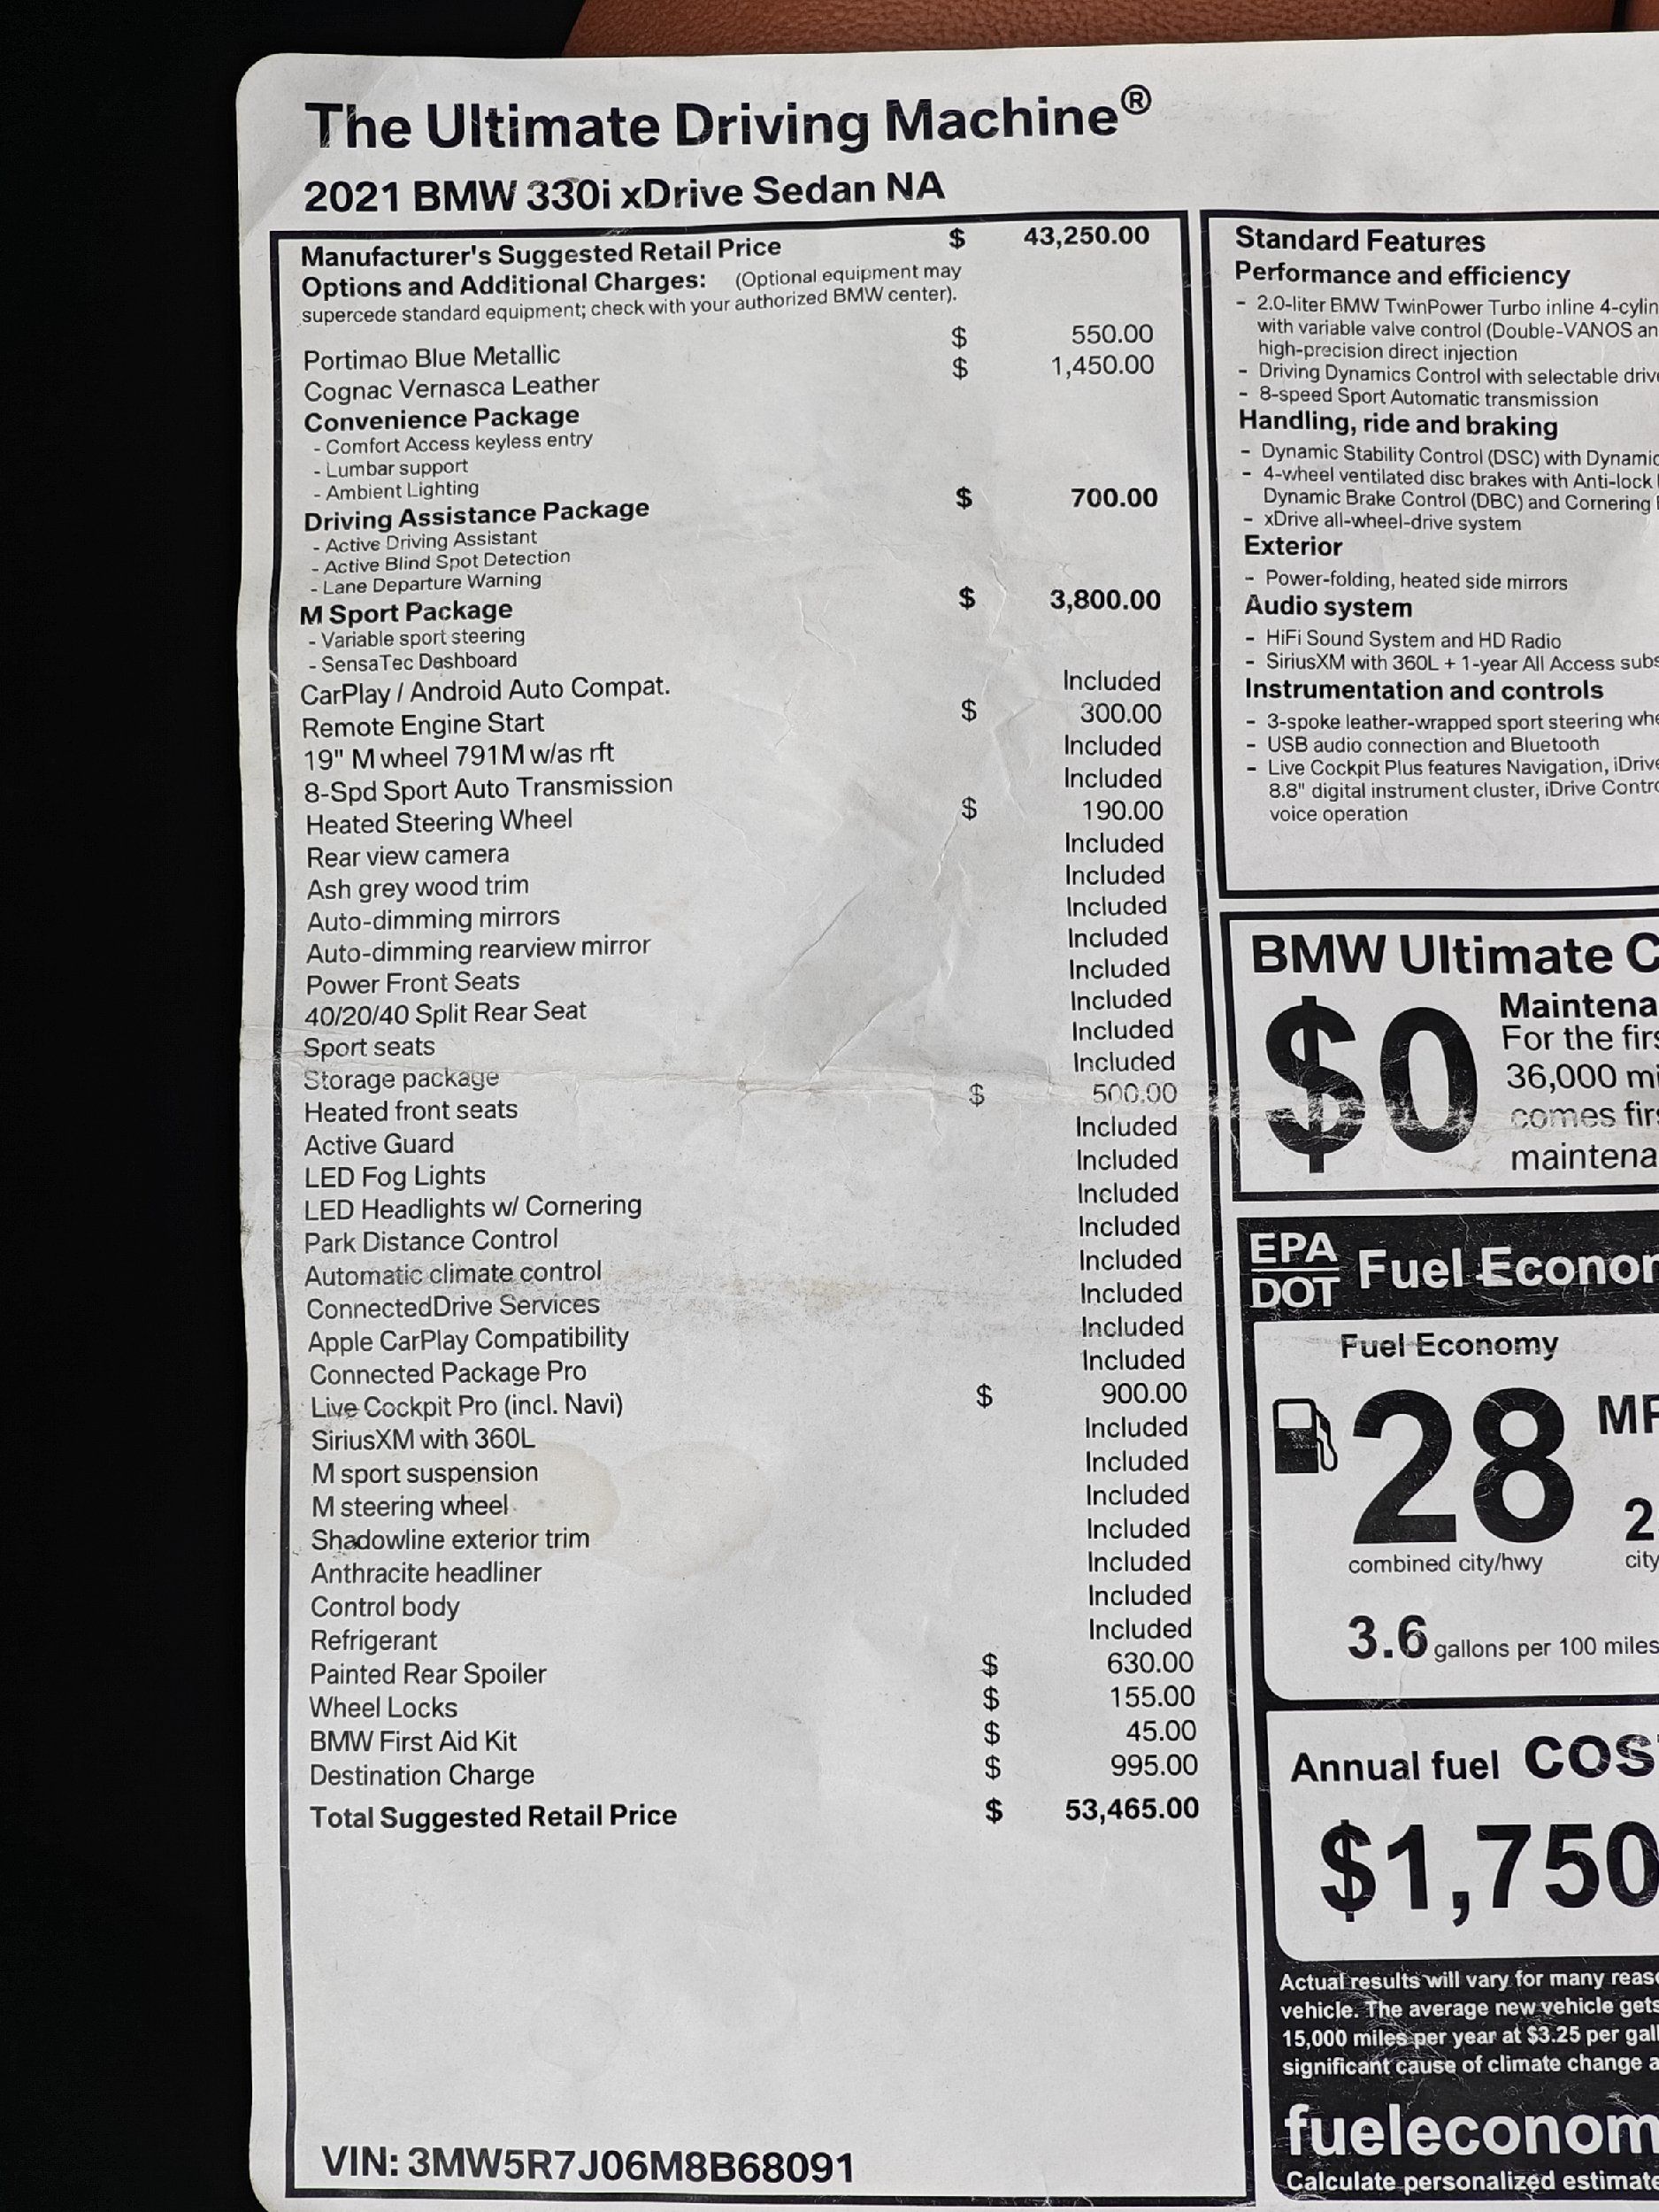 The Ultimate Driving Machine®
2021 BMW 330i xDrive Sedan NA
Manufacturer's Suggested Retail Price $ 43,250.00
Options and Additional Charges: (Optional equipment may
supercede standard equipment; check with your authorized BMW center).
Portimao Blue Metallic $ 550.00
Cognac Vernasca Leather $ 1,450.00
Convenience Package
- Comfort Access keyless entry
- Lumbar support
- Ambient Lighting
Driving Assistance Package $ 700.00
- Active Driving Assistant
- Active Blind Spot Detection
- Lane Departure Warning
M Sport Package $ 3,800.00
- Variable sport steering
- SensaTec Dashboard
CarPlay / Android Auto Compat. Included
Remote Engine Start $ 300.00
19" M wheel 791M w/as rft Included
8-Spd Sport Auto Transmission Included
Heated Steering Wheel $ 190.00
Rear view camera Included
Ash grey wood trim Included
Auto-dimming mirrors Included
Auto-dimming rearview mirror Included
Power Front Seats Included
40/20/40 Split Rear Seat Included
Sport seats Included
Storage package Included
Heated front seats $ 500.00
Active Guard Included
LED Fog Lights Included
LED Headlights w/ Cornering Included
Park Distance Control Included
Automatic climate control Included
ConnectedDrive Services Included
Apple CarPlay Compatibility Included
Connected Package Pro Included
Live Cockpit Pro (incl. Navi) $ 900.00
SiriusXM with 360L Included
M sport suspension Included
M steering wheel Included
Shadowline exterior trim Included
Anthracite headliner Included
Control body Included
Refrigerant Included
Painted Rear Spoiler $ 630.00
Wheel Locks $ 155.00
BMW First Aid Kit $ 45.00
Destination Charge $ 995.00
Total Suggested Retail Price $ 53,465.00
VIN: 3MW5R7J06M8B68091
Standard Features
Performance and efficiency
- 2.0-liter BMW TwinPower Turbo inline 4-cylin
with variable valve control (Double-VANOS an
high-precision direct injection
- Driving Dynamics Control with selectable drive
- 8-speed Sport Automatic transmission
Handling, ride and braking
- Dynamic Stability Control (DSC) with Dynamic
- 4-wheel ventilated disc brakes with Anti-lock
Dynamic Brake Control (DBC) and Cornering
- xDrive all-wheel-drive system
Exterior
- Power-folding, heated side mirrors
Audio system
- HiFi Sound System and HD Radio
- SiriusXM with 360L + 1-year All Access subs
Instrumentation and controls
- 3-spoke leather-wrapped sport steering whe
- USB audio connection and Bluetooth
- Live Cockpit Plus features Navigation, iDrive
8.8" digital instrument cluster, iDrive Contro
voice operation
BMW Ultimate C
$0
Maintena
For the firs
36,000 mi
comes firs
maintena
EPA
DOT
Fuel Econom
Fuel Economy
28 MP
combined city/hwy
2
city
3.6 gallons per 100 miles
Annual fuel COST
$1,750
Actual results will vary for many reaso
vehicle. The average new vehicle gets
15,000 miles per year at $3.25 per gall
significant cause of climate change a
fueleconom
Calculate personalized estimate